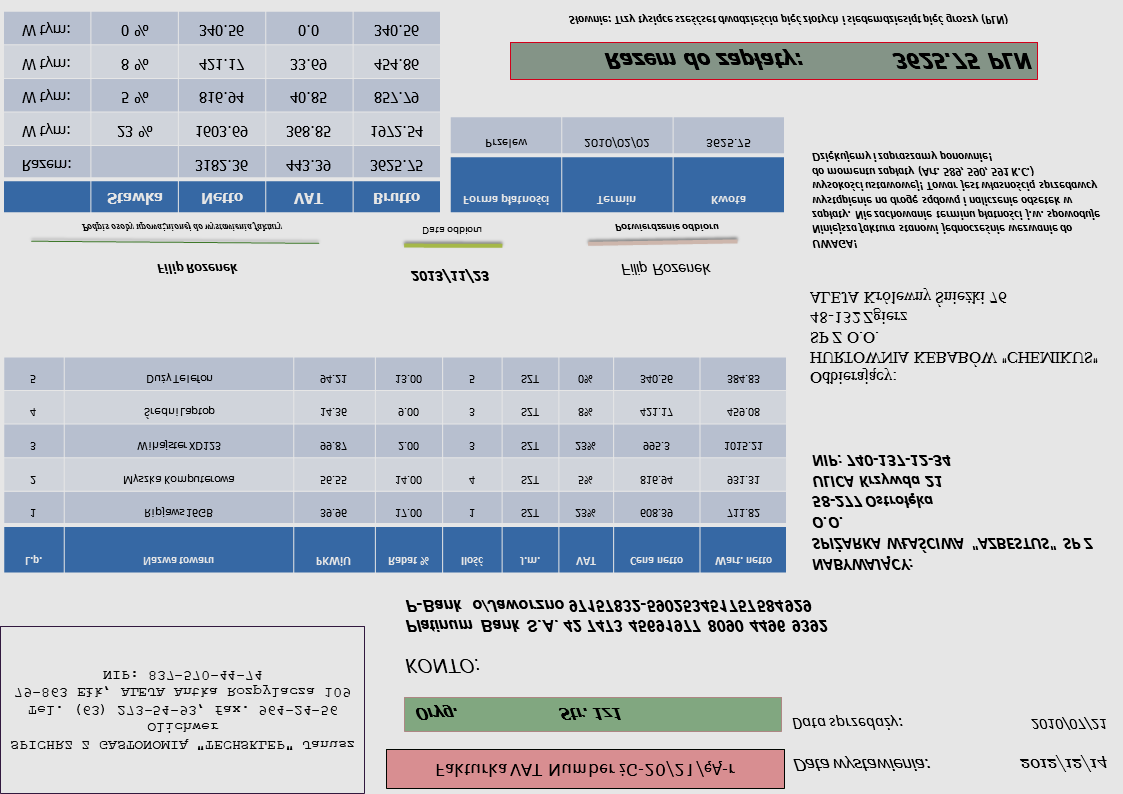 SPICHRZ Z GASTONOMIĄ "TECHSKLEP" Janusz
Olichwer
Tel. (63) 273-54-93, fax. 964-24-56
79-863 Ełk, ALEJA Antka Rozpylacza 109
NIP: 837-570-44-74
Fakturka VAT Number żG-20/21/ęĄ-r
Oryg. Str. 1z1
Data wystawienia: 2012/12/14
Data sprzedaży: 2010/07/21
KONTO:
Platinum Bank S.A. 42 7473 45691977 8090 4496 9392
P-Bank o/Jaworzno 97157832-590253451757584929
L.p. Nazwa towaru PKWiU Rabat % Ilość J.m. VAT Cena netto Wart. netto
1 Ripjaws 16GB 39.96 17.00 1 SZT 23% 608.39 711.82
2 Myszka Komputerowa 56.55 14.00 4 SZT 5% 816.94 931.31
3 Wihajster XD123 99.87 2.00 3 SZT 23% 995.3 1015.21
4 Średni Laptop 14.36 9.00 3 SZT 8% 421.17 459.08
5 Duży Telefon 94.21 13.00 5 SZT 0% 340.56 384.83
NABYWAJĄCY:
SPIŻARKA WŁAŚCIWA "AZBESTUS" SP Z
O.O.
58-277 Ostrołęka
ULICA Krzywda 21
NIP: 740-137-12-34
Odbierający:
HURTOWNIA KEBABÓW "CHEMIKUS"
SP Z O.O.
48-132 Zgierz
ALEJA Królewny Śnieżki 76
Filip Rozenek
Podpis osoby upoważnionej do wystawienia faktury
2013/11/23
Data odbioru
Filip Rozenek
Potwierdzenie odbioru
UWAGA!
Niniejsza faktura stanowi jednocześnie wezwanie do
zapłaty. Nie zachowanie terminu płatności j.w. spowoduje
wystąpienie na drogę sądową i naliczenie odsetek w
wysokości ustawowej! Towar jest własnością sprzedawcy
do momentu zapłaty (Art. 589, 590, 591 K.C.)
Dziękujemy i zapraszamy ponownie!
Stawka Netto VAT Brutto
Razem: 3182.36 443.39 3625.75
W tym: 23 % 1603.69 368.85 1972.54
W tym: 5 % 816.94 40.85 857.79
W tym: 8 % 421.17 33.69 454.86
W tym: 0 % 340.56 0.0 340.56
Forma płatności Termin Kwota
Przelew 2010/02/02 3625.75
Razem do zapłaty: 3625.75 PLN
Słownie: Trzy tysiące sześćset dwadzieścia pięć złotych i siedemdziesiąt pięć groszy (PLN)